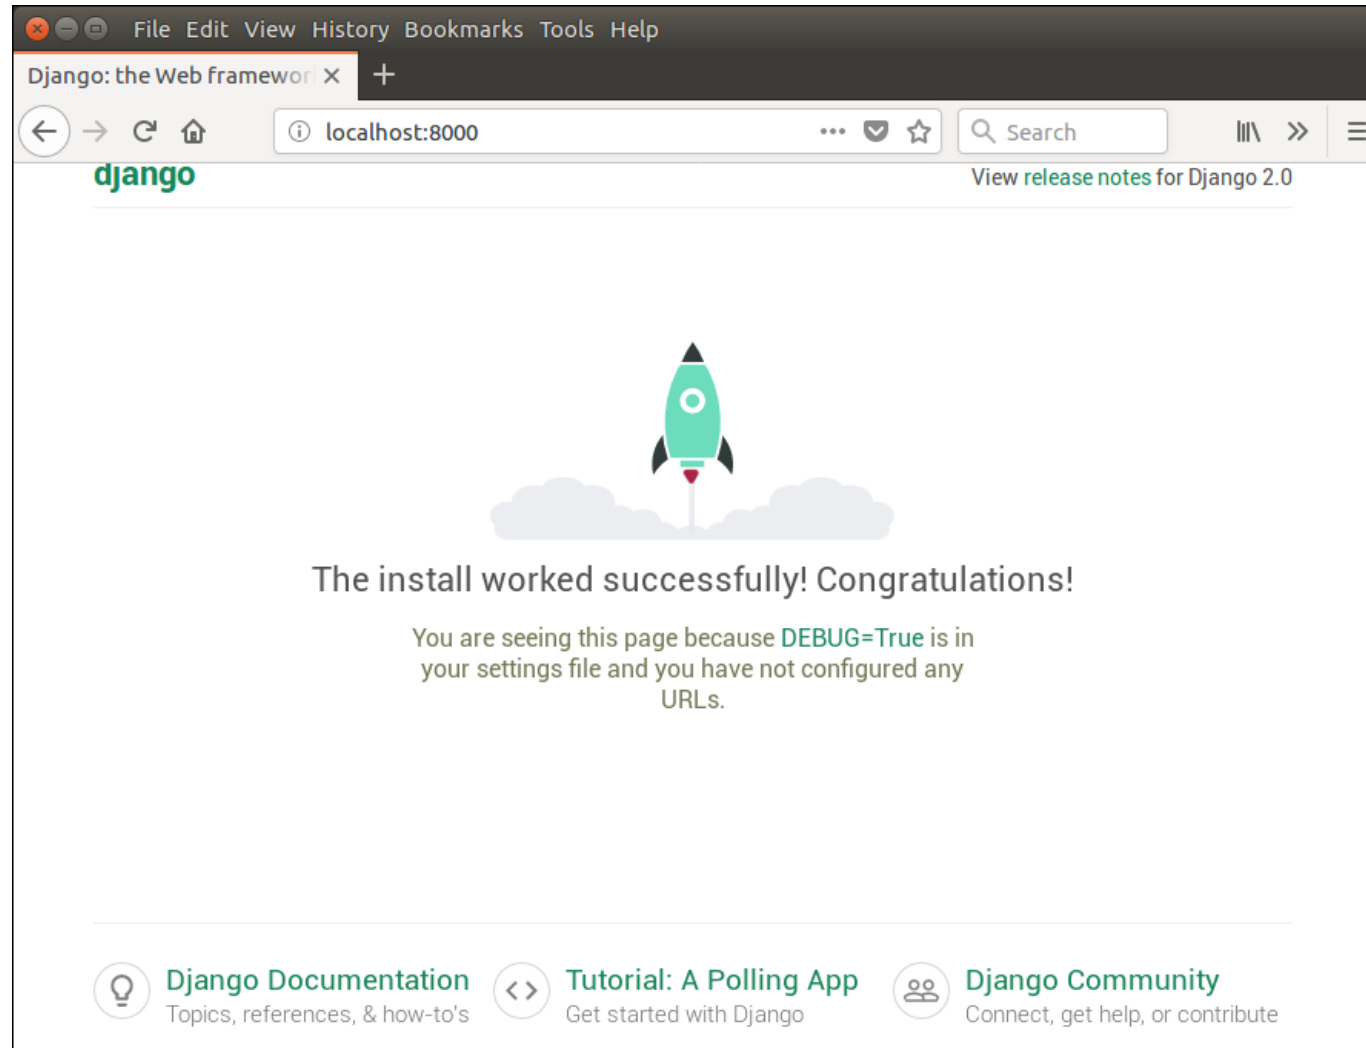 File Edit View History Bookmarks Tools Help
Django: the Web framewor
localhost:8000
Search
django
View release notes for Django 2.0
The install worked successfully! Congratulations!
You are seeing this page because DEBUG=True is in
your settings file and you have not configured any
URLs.
Django Documentation
Topics, references, & how-to's
Tutorial: A Polling App
Get started with Django
Django Community
Connect, get help, or contribute